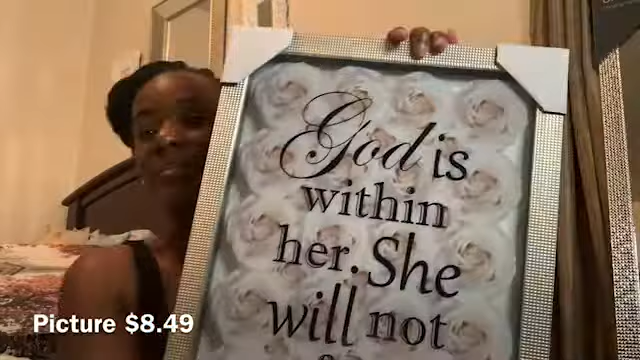 God is
within
her. She
will not
Picture $8.49